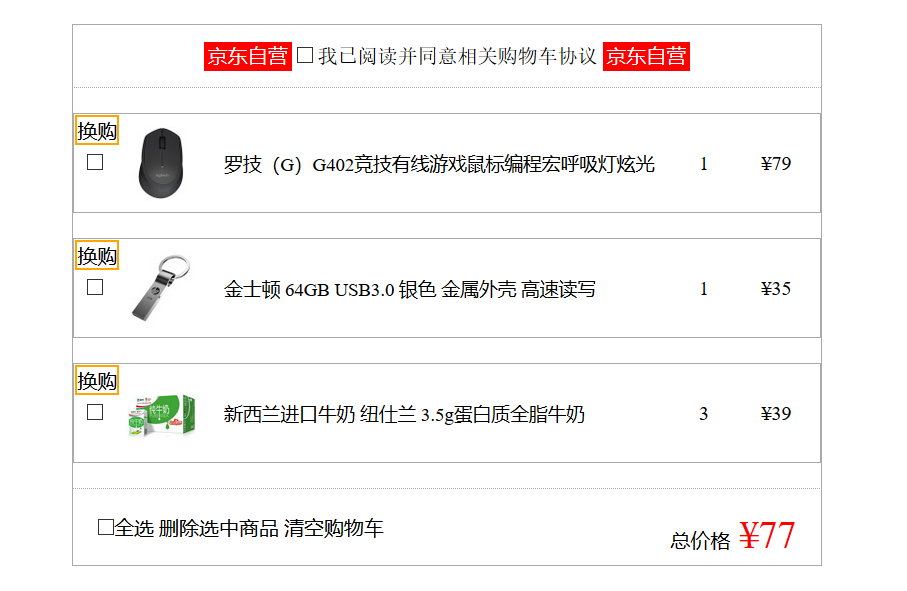 京东自营 我已阅读并同意相关购物车协议 京东自营
换购
罗技（G）G402竞技有线游戏鼠标编程宏呼吸灯炫光 1 ¥79
换购
金士顿 64GB USB3.0 银色 金属外壳 高速读写 1 ¥35
换购
纯牛奶
新西兰进口牛奶 纽仕兰 3.5g蛋白质全脂牛奶 3 ¥39
全选 删除选中商品 清空购物车
总价格 ¥77